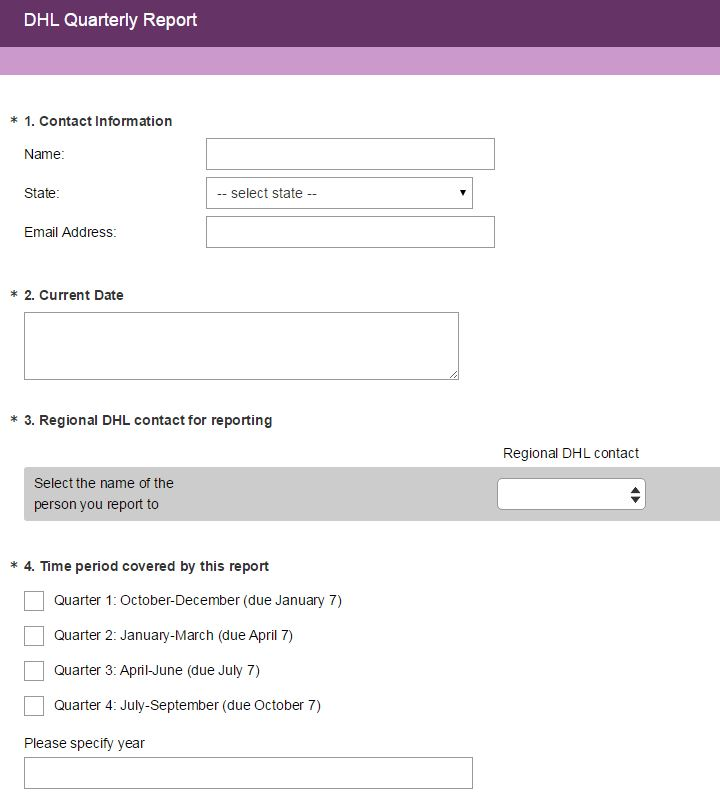 DHL Quarterly Report
* 1. Contact Information
Name:
State:
-- select state --
Email Address:
* 2. Current Date
* 3. Regional DHL contact for reporting
Regional DHL contact
Select the name of the
person you report to
* 4. Time period covered by this report
Quarter 1: October-December (due January 7)
Quarter 2: January-March (due April 7)
Quarter 3: April-June (due July 7)
Quarter 4: July-September (due October 7)
Please specify year